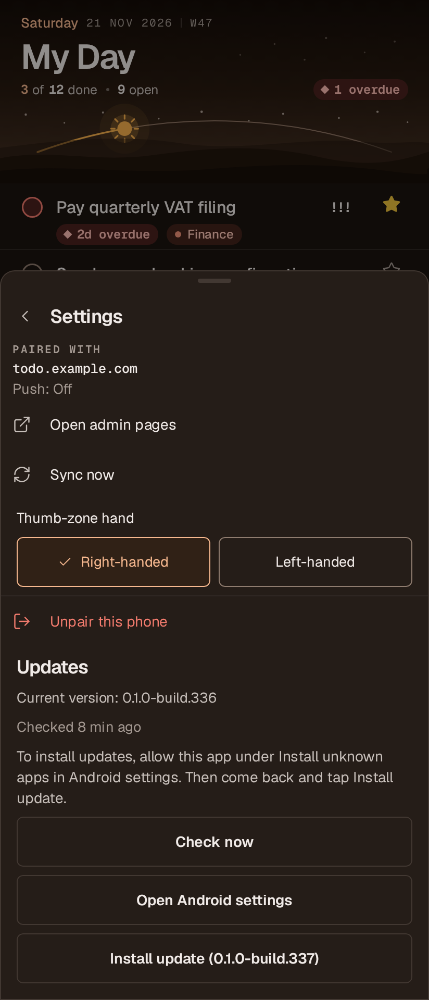 Saturday 21 NOV 2026 | W47
My Day
3 of 12 done • 9 open
◆ 1 overdue
Pay quarterly VAT filing !!!
◆ 2d overdue • Finance
Settings
PAIRED WITH
todo.example.com
Push: Off
Open admin pages
Sync now
Thumb-zone hand
✓ Right-handed
Left-handed
Unpair this phone
Updates
Current version: 0.1.0-build.336
Checked 8 min ago
To install updates, allow this app under Install unknown
apps in Android settings. Then come back and tap Install
update.
Check now
Open Android settings
Install update (0.1.0-build.337)